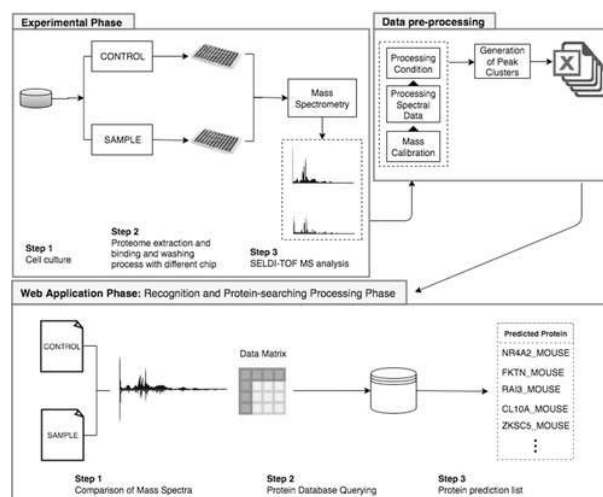 Experimental Phase
CONTROL
SAMPLE
Mass
Spectrometry
Step 1
Cell culture
Step 2
Proteome extraction and
binding and washing
process with different chip
Step 3
SELDI-TOF MS analysis
Data pre-processing
Processing
Condition
Processing
Spectral
Data
Mass
Calibration
Generation
of Peak
Clusters
X
Web Application Phase: Recognition and Protein-searching Processing Phase
CONTROL
SAMPLE
Data Matrix
Predicted Protein
NR4A2_MOUSE
FKTN_MOUSE
RAI3_MOUSE
CL10A_MOUSE
ZKSC5_MOUSE
Step 1
Comparison of Mass Spectra
Step 2
Protein Database Querying
Step 3
Protein prediction list